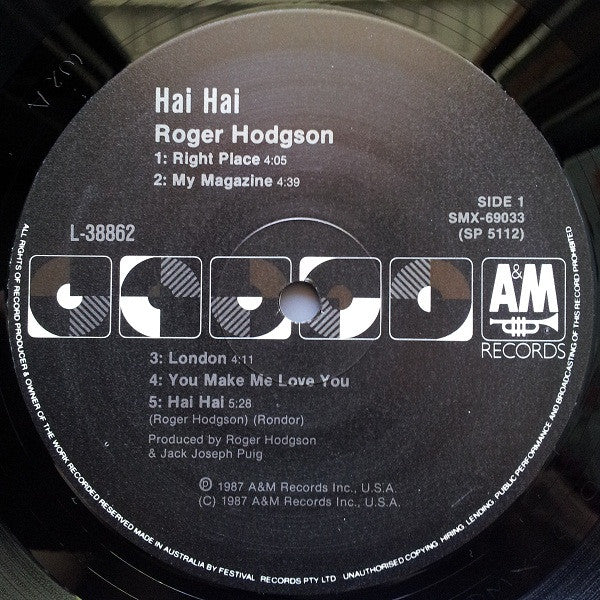 Hai Hai
Roger Hodgson
1: Right Place 4:05
2: My Magazine 4:39
SIDE 1
SMX-69033
(SP 5112)
L-38862
A&M
RECORDS
3: London 4:11
4: You Make Me Love You
5: Hai Hai 5:28
(Roger Hodgson) (Rondor)
Produced by Roger Hodgson
& Jack Joseph Puig
Ⓟ 1987 A&M Records Inc., U.S.A.
(C) 1987 A&M Records Inc., U.S.A.
ALL RIGHTS OF RECORD PRODUCER & OWNER OF THE WORK RECORDED RESERVED MADE IN AUSTRALIA BY FESTIVAL RECORDS PTY LTD UNAUTHORISED COPYING HIRING LENDING PUBLIC PERFORMANCE AND BROADCASTING OF THIS RECORD PROHIBITED